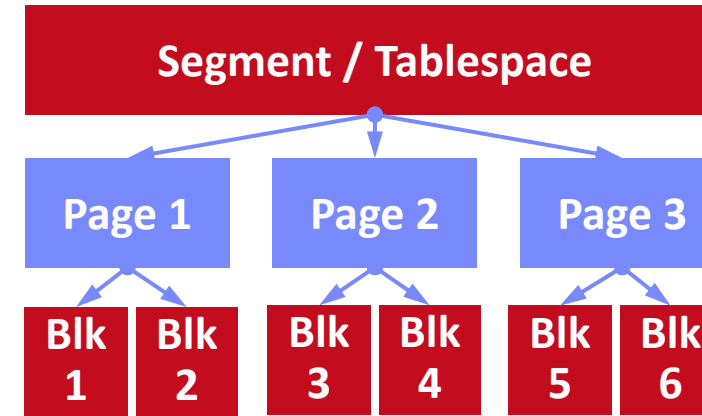 Segment / Tablespace
Page 1
Page 2
Page 3
Blk
1
Blk
2
Blk
3
Blk
4
Blk
5
Blk
6